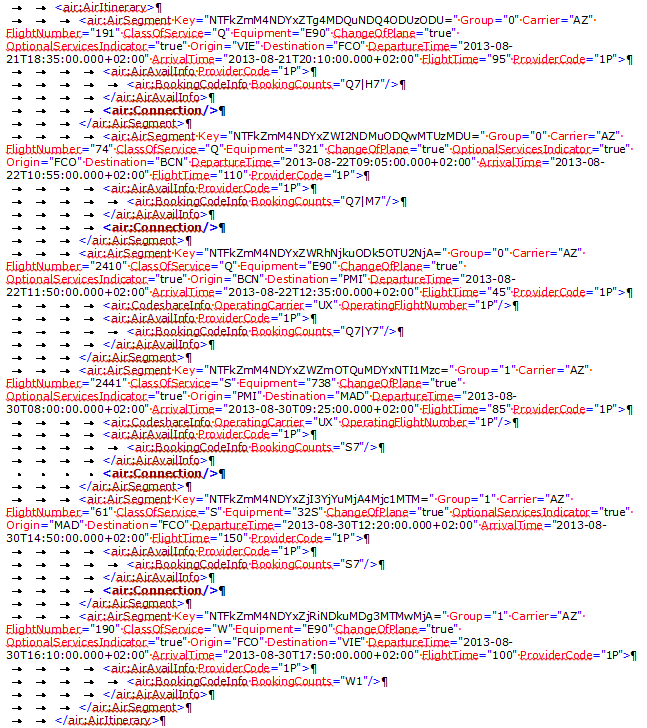 <air:AirItinerary>¶
<air:AirSegment·Key="NTFkZmM4NDYxZTg4MDQuNDQ4ODUzODU="·Group="0"·Carrier="AZ"·
FlightNumber="191"·ClassOfService="Q"·Equipment="E90"·ChangeOfPlane="true"·
OptionalServicesIndicator="true"·Origin="VIE"·Destination="FCO"·DepartureTime="2013-08-
21T18:35:00.000+02:00"·ArrivalTime="2013-08-21T20:10:00.000+02:00"·FlightTime="95"·ProviderCode="1P">¶
<air:AirAvailInfo·ProviderCode="1P">¶
<air:BookingCodeInfo·BookingCounts="Q7|H7"/>¶
</air:AirAvailInfo>¶
<air:Connection/>¶
</air:AirSegment>¶
<air:AirSegment·Key="NTFkZmM4NDYxZWI2NDMuODQwMTUzMDU="·Group="0"·Carrier="AZ"·
FlightNumber="74"·ClassOfService="Q"·Equipment="321"·ChangeOfPlane="true"·OptionalServicesIndicator="true"·
Origin="FCO"·Destination="BCN"·DepartureTime="2013-08-22T09:05:00.000+02:00"·ArrivalTime="2013-08-
22T10:55:00.000+02:00"·FlightTime="110"·ProviderCode="1P">¶
<air:AirAvailInfo·ProviderCode="1P">¶
<air:BookingCodeInfo·BookingCounts="Q7|M7"/>¶
</air:AirAvailInfo>¶
<air:Connection/>¶
</air:AirSegment>¶
<air:AirSegment·Key="NTFkZmM4NDYxZWRhNjkuODk5OTU2NjA="·Group="0"·Carrier="AZ"·
FlightNumber="2410"·ClassOfService="Q"·Equipment="E90"·ChangeOfPlane="true"·
OptionalServicesIndicator="true"·Origin="BCN"·Destination="PMI"·DepartureTime="2013-08-
22T11:50:00.000+02:00"·ArrivalTime="2013-08-22T12:35:00.000+02:00"·FlightTime="45"·ProviderCode="1P">¶
<air:CodeshareInfo·OperatingCarrier="UX"·OperatingFlightNumber="1P"/>¶
<air:AirAvailInfo·ProviderCode="1P">¶
<air:BookingCodeInfo·BookingCounts="Q7|Y7"/>¶
</air:AirAvailInfo>¶
</air:AirSegment>¶
<air:AirSegment·Key="NTFkZmM4NDYxZWZmOTQuMDYxNTI1Mzc="·Group="1"·Carrier="AZ"·
FlightNumber="2441"·ClassOfService="S"·Equipment="738"·ChangeOfPlane="true"·
OptionalServicesIndicator="true"·Origin="PMI"·Destination="MAD"·DepartureTime="2013-08-
30T08:00:00.000+02:00"·ArrivalTime="2013-08-30T09:25:00.000+02:00"·FlightTime="85"·ProviderCode="1P">¶
<air:CodeshareInfo·OperatingCarrier="UX"·OperatingFlightNumber="1P"/>¶
<air:AirAvailInfo·ProviderCode="1P">¶
<air:BookingCodeInfo·BookingCounts="S7"/>¶
</air:AirAvailInfo>¶
<air:Connection/>¶
</air:AirSegment>¶
<air:AirSegment·Key="NTFkZmM4NDYxZjI3YjYuMjA4Mjc1MTM="·Group="1"·Carrier="AZ"·
FlightNumber="61"·ClassOfService="S"·Equipment="32S"·ChangeOfPlane="true"·OptionalServicesIndicator="true"·
Origin="MAD"·Destination="FCO"·DepartureTime="2013-08-30T12:20:00.000+02:00"·ArrivalTime="2013-08-
30T14:50:00.000+02:00"·FlightTime="150"·ProviderCode="1P">¶
<air:AirAvailInfo·ProviderCode="1P">¶
<air:BookingCodeInfo·BookingCounts="S7"/>¶
</air:AirAvailInfo>¶
<air:Connection/>¶
</air:AirSegment>¶
<air:AirSegment·Key="NTFkZmM4NDYxZjRiNDkuMDg3MTMwMjA="·Group="1"·Carrier="AZ"·
FlightNumber="190"·ClassOfService="W"·Equipment="E90"·ChangeOfPlane="true"·
OptionalServicesIndicator="true"·Origin="FCO"·Destination="VIE"·DepartureTime="2013-08-
30T16:10:00.000+02:00"·ArrivalTime="2013-08-30T17:50:00.000+02:00"·FlightTime="100"·ProviderCode="1P">¶
<air:AirAvailInfo·ProviderCode="1P">¶
<air:BookingCodeInfo·BookingCounts="W1"/>¶
</air:AirAvailInfo>¶
</air:AirSegment>¶
</air:AirItinerary>¶